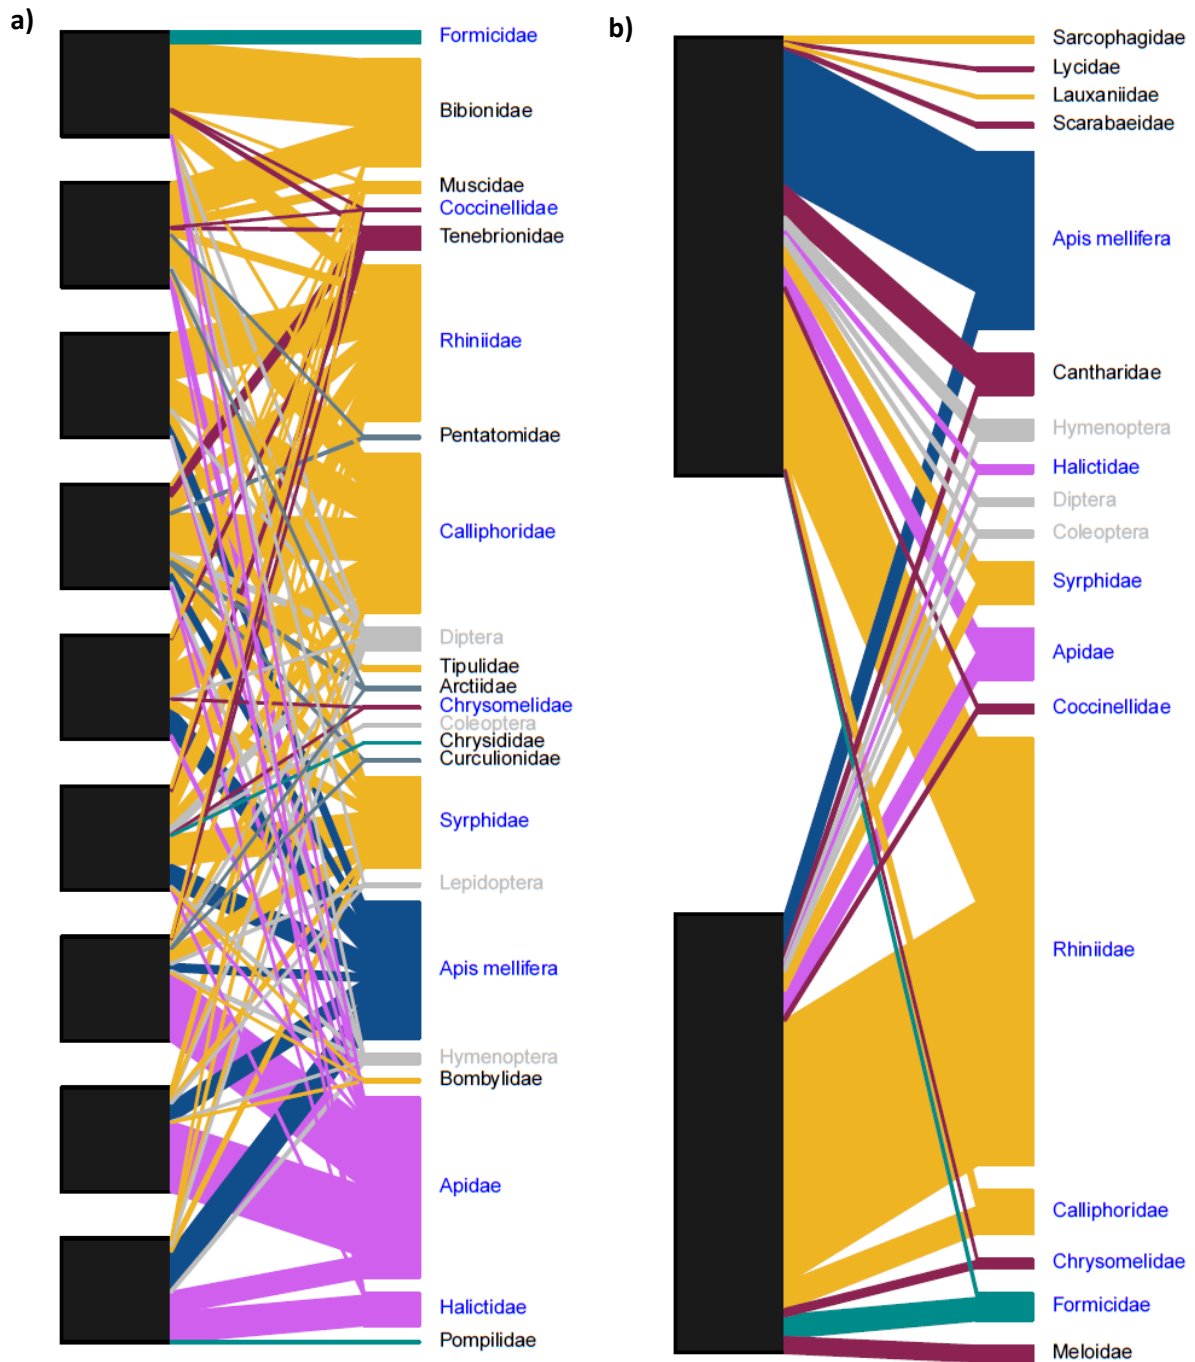 a)
Formicidae
Bibionidae
Muscidae
Coccinellidae
Tenebrionidae
Rhiniidae
Pentatomidae
Calliphoridae
Diptera
Tipulidae
Arctiidae
Chrysomelidae
Coleoptera
Chrysididae
Curculionidae
Syrphidae
Lepidoptera
Apis mellifera
Hymenoptera
Bombylidae
Apidae
Halictidae
Pompilidae
b)
Sarcophagidae
Lycidae
Lauxaniidae
Scarabaeidae
Apis mellifera
Cantharidae
Hymenoptera
Halictidae
Diptera
Coleoptera
Syrphidae
Apidae
Coccinellidae
Rhiniidae
Calliphoridae
Chrysomelidae
Formicidae
Meloidae